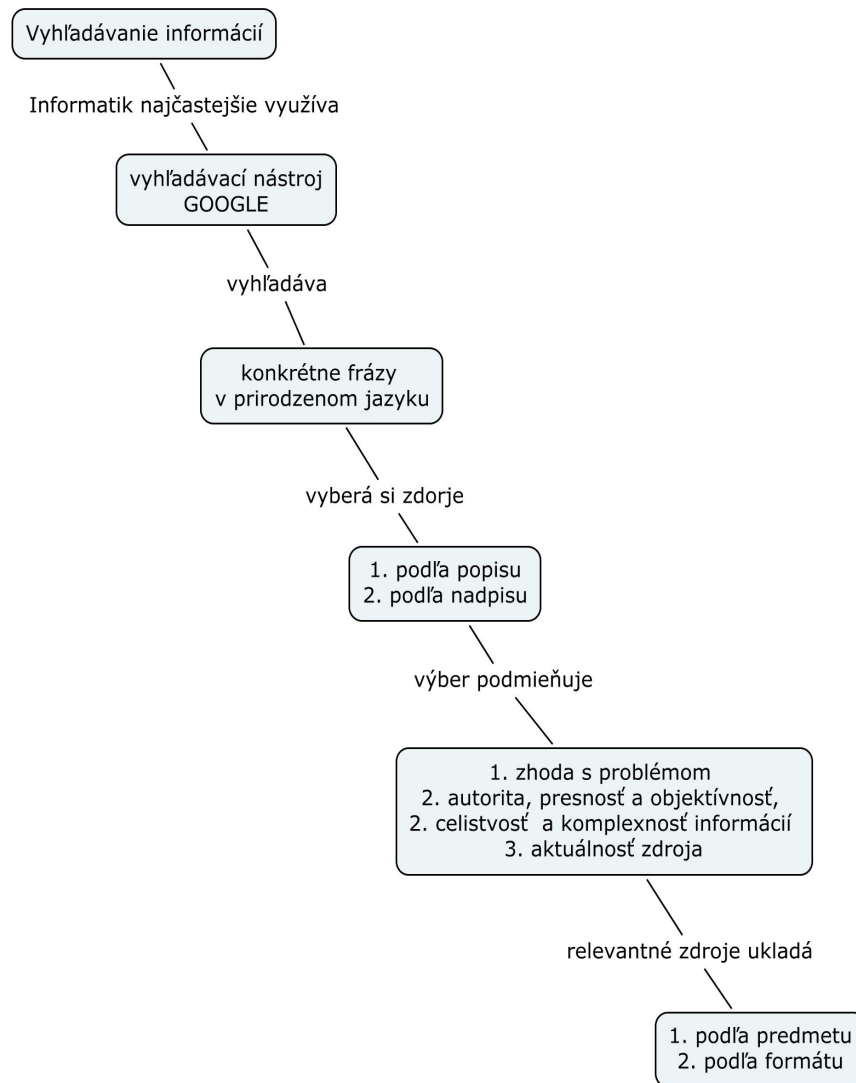 Vyhľadávanie informácií
Informatik najčastejšie využíva
vyhľadávací nástroj
GOOGLE
vyhľadáva
konkrétne frázy
v prirodzenom jazyku
vyberá si zdorje
1. podľa popisu
2. podľa nadpisu
výber podmieňuje
1. zhoda s problémom
2. autorita, presnosť a objektívnosť,
2. celistvosť  a komplexnosť informácií
3. aktuálnosť zdroja
relevantné zdroje ukladá
1. podľa predmetu
2. podľa formátu